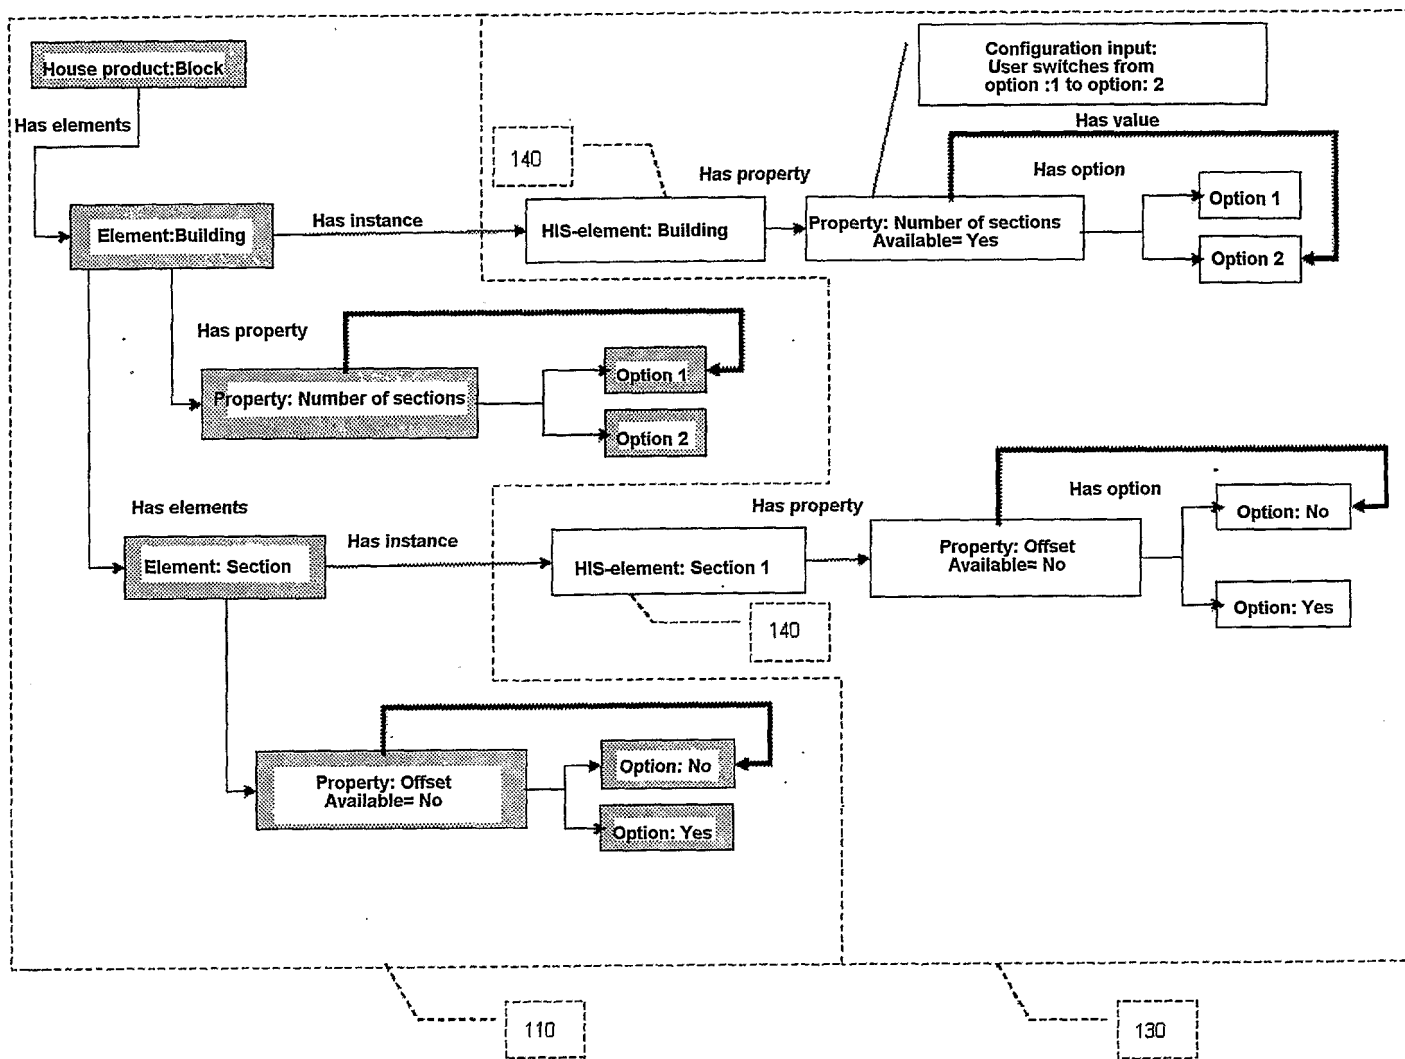 House product:Block
Configuration input:
User switches from
option :1 to option: 2
Has elements
Has value
140
Has property
Has option
Option 1
Element:Building
Has instance
HIS-element: Building
Property: Number of sections
Available= Yes
Option 2
Has property
Option 1
Property: Number of sections
Option 2
Has elements
Has property
Has option
Option: No
Element: Section
Has instance
HIS-element: Section 1
Property: Offset
Available= No
Option: Yes
140
Property: Offset
Available= No
Option: No
Option: Yes
110
130